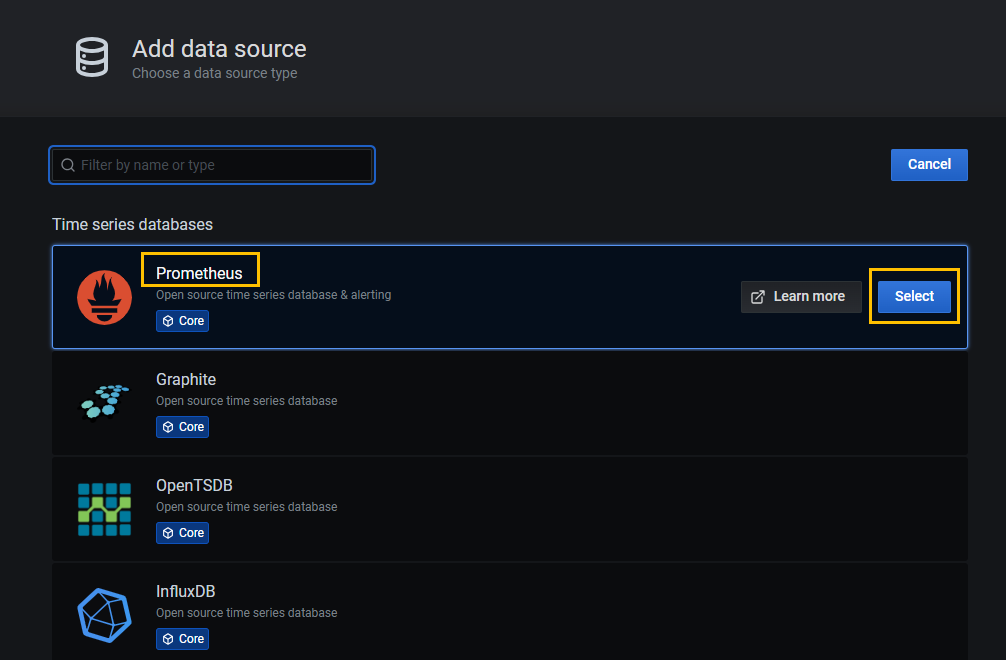 Add data source
Choose a data source type
Filter by name or type
Cancel
Time series databases
Prometheus
Open source time series database & alerting
Core
Learn more
Select
Graphite
Open source time series database
Core
OpenTSDB
Open source time series database
Core
InfluxDB
Open source time series database
Core